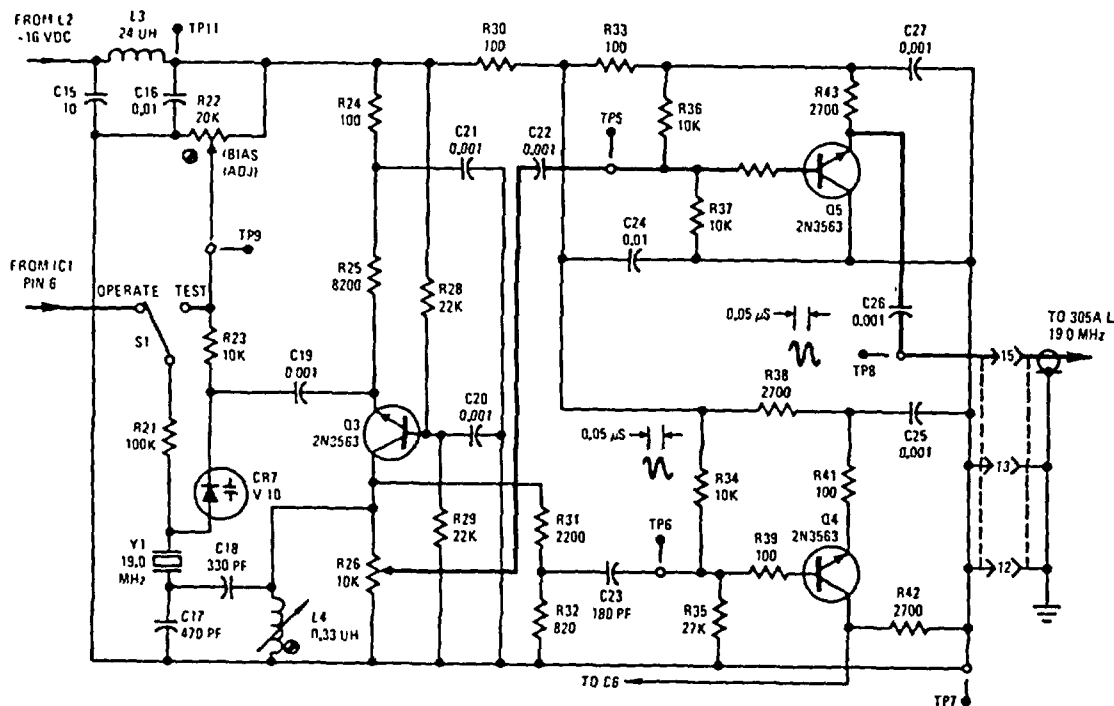 FROM L2
-16 VDC
L3
24 UH
TP11
C15
10
C16
0.01
R22
20K
(BIAS
(ADJ)
TP9
FROM IC1
PIN 6
OPERATE
TEST
S1
R23
10K
R21
100K
CR7
V 10
Y1
19.0
MHz
C18
330 PF
C17
470 PF
L4
0.33 UH
C19
0.001
R24
100
R25
8200
Q3
2N3563
R26
10K
C21
0.001
R28
22K
C20
0.001
R29
22K
R30
100
R33
100
C22
0.001
TP5
R36
10K
R37
10K
C24
0.01
R43
2700
Q5
2N3563
C27
0.001
C26
0.001
0.05 μS
TP8
TO 305A L
19.0 MHz
15
13
12
R38
2700
C25
0.001
0.05 μS
R34
10K
R41
100
Q4
2N3563
R31
2200
TP6
R39
100
C23
180 PF
R32
820
R35
27K
R42
2700
TO C6
TP7